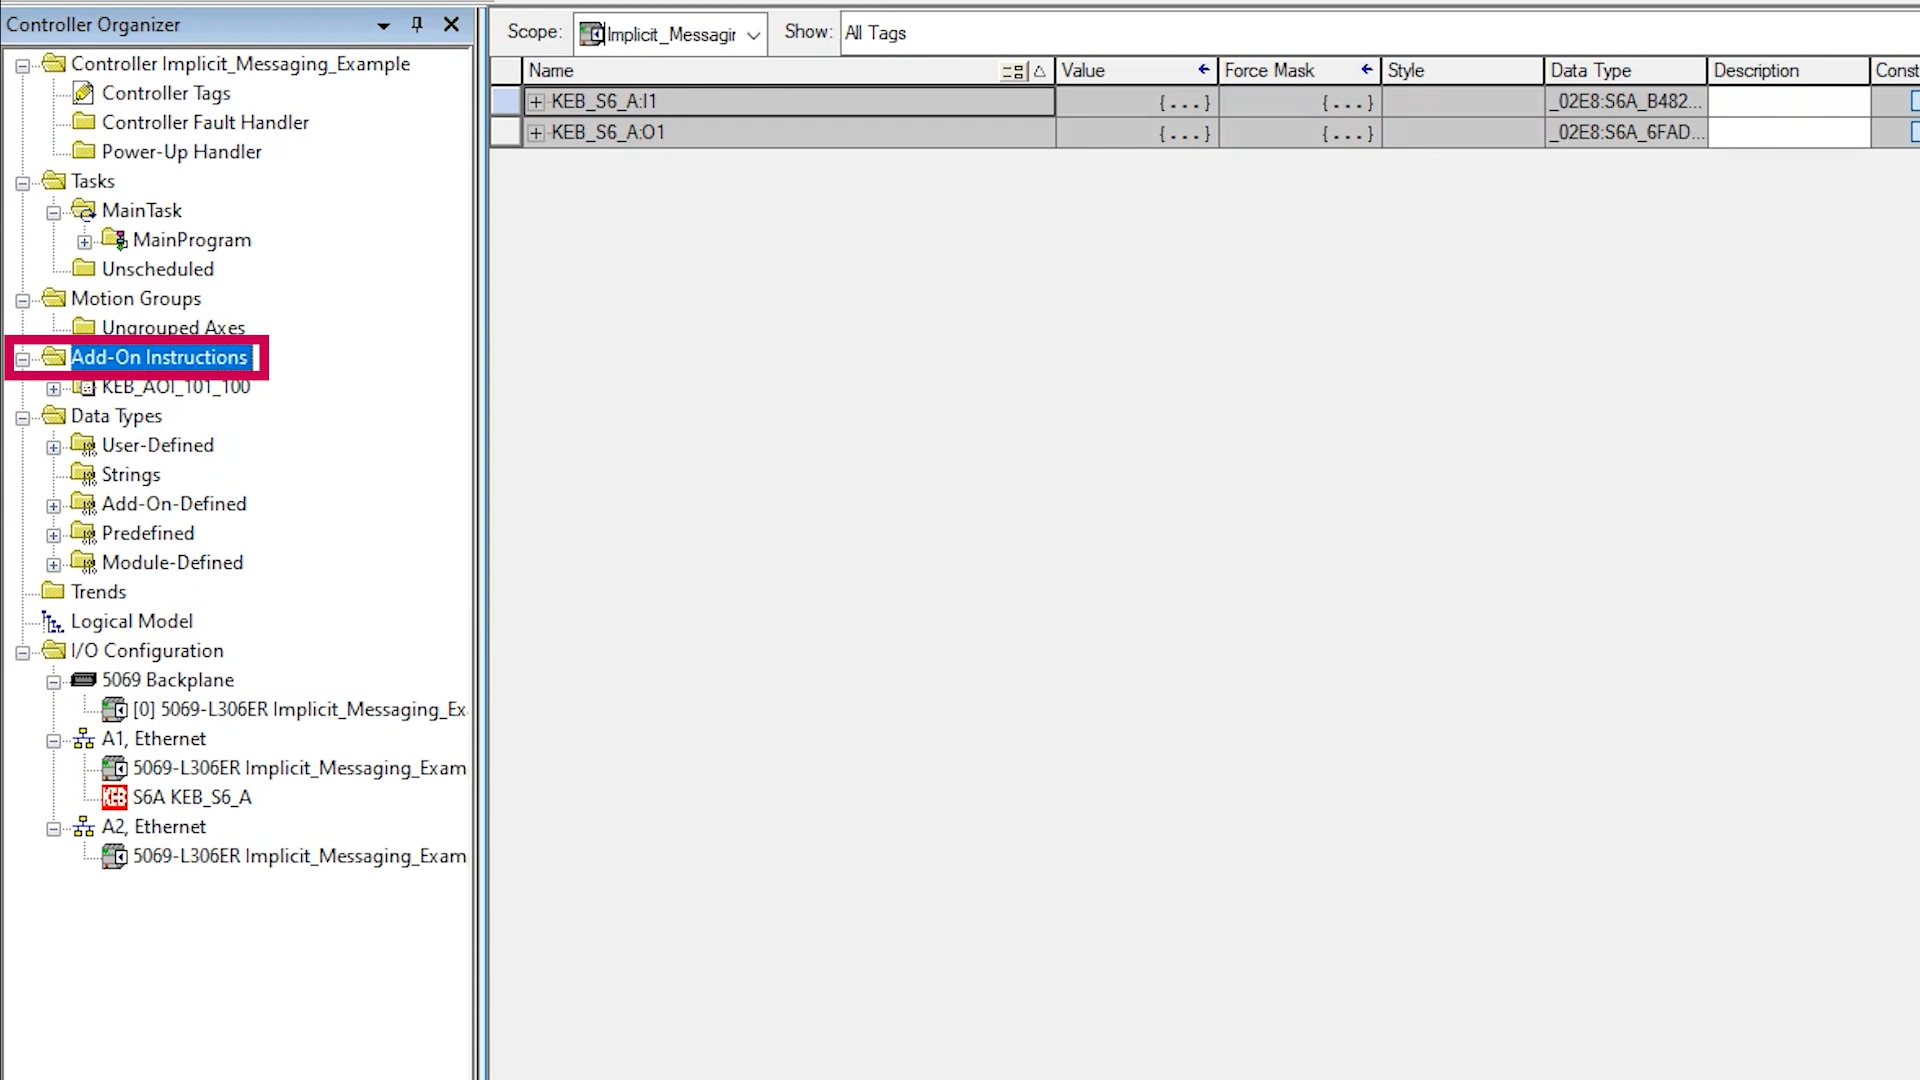 Controller Organizer
Controller Implicit_Messaging_Example
Controller Tags
Controller Fault Handler
Power-Up Handler
Tasks
MainTask
MainProgram
Unscheduled
Motion Groups
Ungrouped Axes
Add-On Instructions
KEB_AOI_101_100
Data Types
User-Defined
Strings
Add-On-Defined
Predefined
Module-Defined
Trends
Logical Model
I/O Configuration
5069 Backplane
[0] 5069-L306ER Implicit_Messaging_Ex
A1, Ethernet
5069-L306ER Implicit_Messaging_Exam
KEB S6A KEB_S6_A
A2, Ethernet
5069-L306ER Implicit_Messaging_Exam
Scope: Implicit_Messagir Show: All Tags
Name Value Force Mask Style Data Type Description Const
KEB_S6_A:I1 {...} {...} _02E8:S6A_B482...
KEB_S6_A:O1 {...} {...} _02E8:S6A_6FAD...